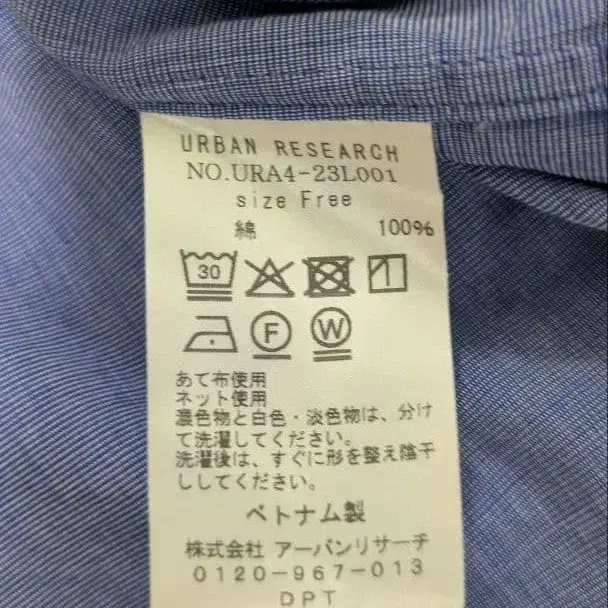 URBAN RESEARCH
NO.URA4-23L001
size Free
綿 100%
30
F W
あて布使用
ネット使用
濃色物と白色・淡色物は、分け
て洗濯してください。
洗濯後は、すぐに形を整え陰干
ししてください。
ベトナム製
株式会社 アーバンリサーチ
0120-967-013
DPT